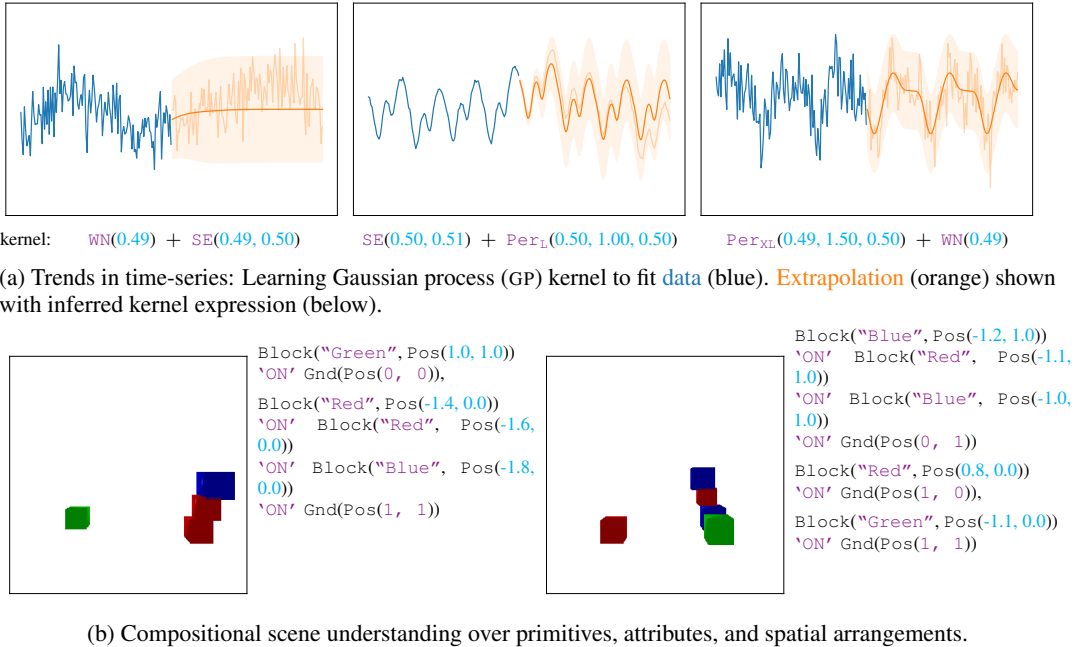 kernel: WN(0.49) + SE(0.49, 0.50) SE(0.50, 0.51) + Per_L(0.50, 1.00, 0.50) Per_XL(0.49, 1.50, 0.50) + WN(0.49)
(a) Trends in time-series: Learning Gaussian process (GP) kernel to fit data (blue). Extrapolation (orange) shown
with inferred kernel expression (below).
Block(“Green”, Pos(1.0, 1.0))
‘ON’ Gnd(Pos(0, 0)),
Block(“Red”, Pos(-1.4, 0.0))
‘ON’ Block(“Red”, Pos(-1.6,
0.0))
‘ON’ Block(“Blue”, Pos(-1.8,
0.0))
‘ON’ Gnd(Pos(1, 1))
Block(“Blue”, Pos(-1.2, 1.0))
‘ON’ Block(“Red”, Pos(-1.1,
1.0))
‘ON’ Block(“Blue”, Pos(-1.0,
1.0))
‘ON’ Gnd(Pos(0, 1))
Block(“Red”, Pos(0.8, 0.0))
‘ON’ Gnd(Pos(1, 0)),
Block(“Green”, Pos(-1.1, 0.0))
‘ON’ Gnd(Pos(1, 1))
(b) Compositional scene understanding over primitives, attributes, and spatial arrangements.